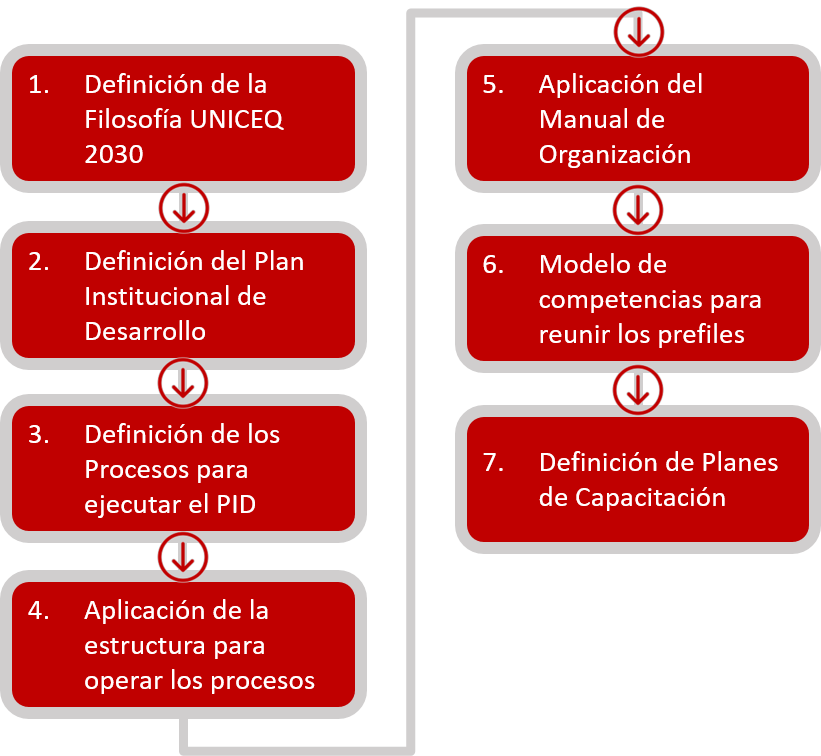 1. Definición de la
Filosofía UNICEQ
2030
2. Definición del Plan
Institucional de
Desarrollo
3. Definición de los
Procesos para
ejecutar el PID
4. Aplicación de la
estructura para
operar los procesos
5. Aplicación del
Manual de
Organización
6. Modelo de
competencias para
reunir los prefiles
7. Definición de Planes
de Capacitación